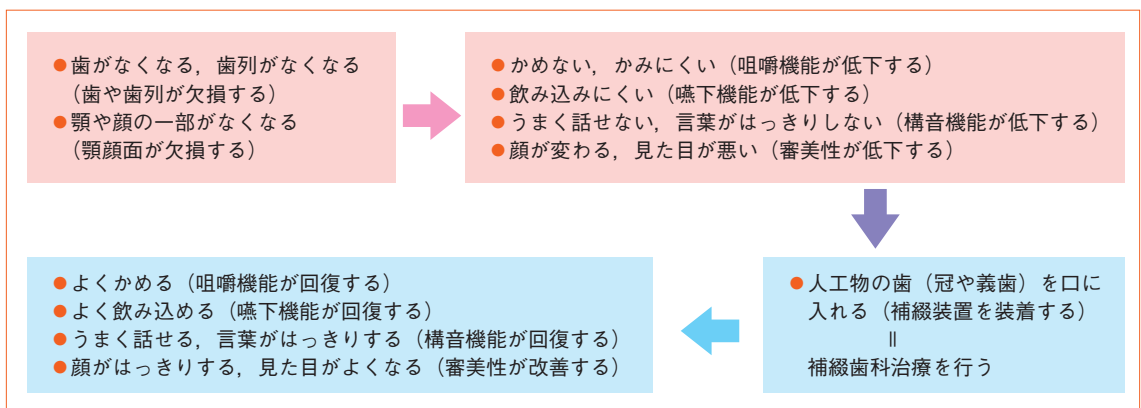 ●歯がなくなる，歯列がなくなる
（歯や歯列が欠損する）
●顎や顔の一部がなくなる
（顎顔面が欠損する）
●かめない，かみにくい（咀嚼機能が低下する）
●飲み込みにくい（嚥下機能が低下する）
●うまく話せない，言葉がはっきりしない（構音機能が低下する）
●顔が変わる，見た目が悪い（審美性が低下する）
●人工物の歯（冠や義歯）を口に
入れる（補綴装置を装着する）
＝
補綴歯科治療を行う
●よくかめる（咀嚼機能が回復する）
●よく飲み込める（嚥下機能が回復する）
●うまく話せる，言葉がはっきりする（構音機能が回復する）
●顔がはっきりする，見た目がよくなる（審美性が改善する）